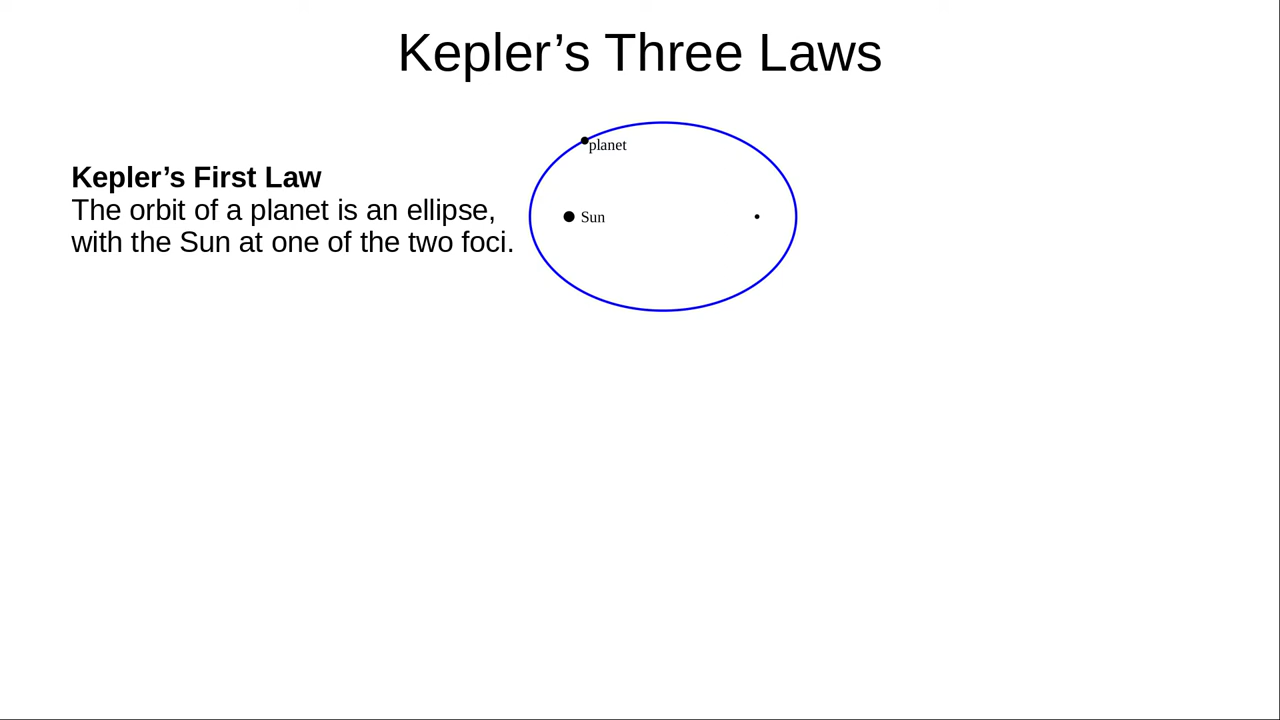 Kepler’s Three Laws
planet
Kepler’s First Law
The orbit of a planet is an ellipse,
with the Sun at one of the two foci.
Sun